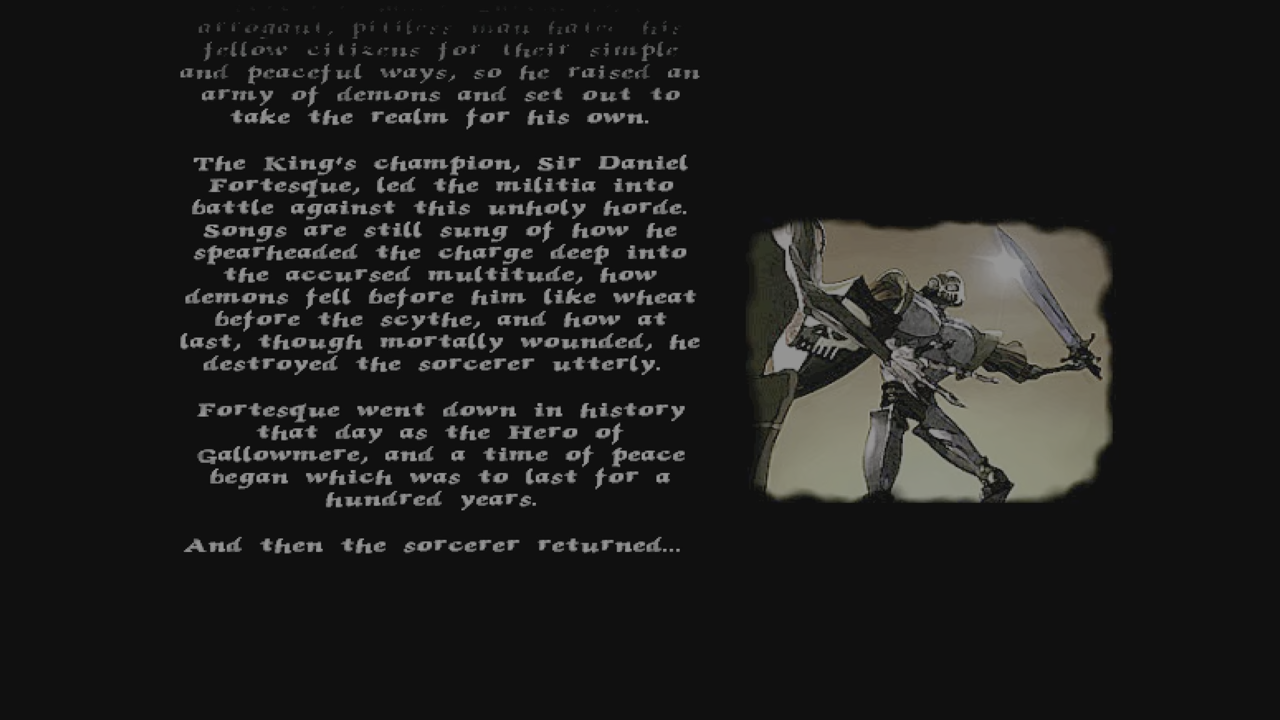 arrogant, pitiless man hated his
fellow citizens for their simple
and peaceful ways, so he raised an
army of demons and set out to
take the realm for his own.
The King's champion, Sir Daniel
Fortesque, led the militia into
battle against this unholy horde.
Songs are still sung of how he
spearheaded the charge deep into
the accursed multitude, how
demons fell before him like wheat
before the scythe, and how at
last, though mortally wounded, he
destroyed the sorcerer utterly.
Fortesque went down in history
that day as the Hero of
Gallowmere, and a time of peace
began which was to last for a
hundred years.
And then the sorcerer returned...